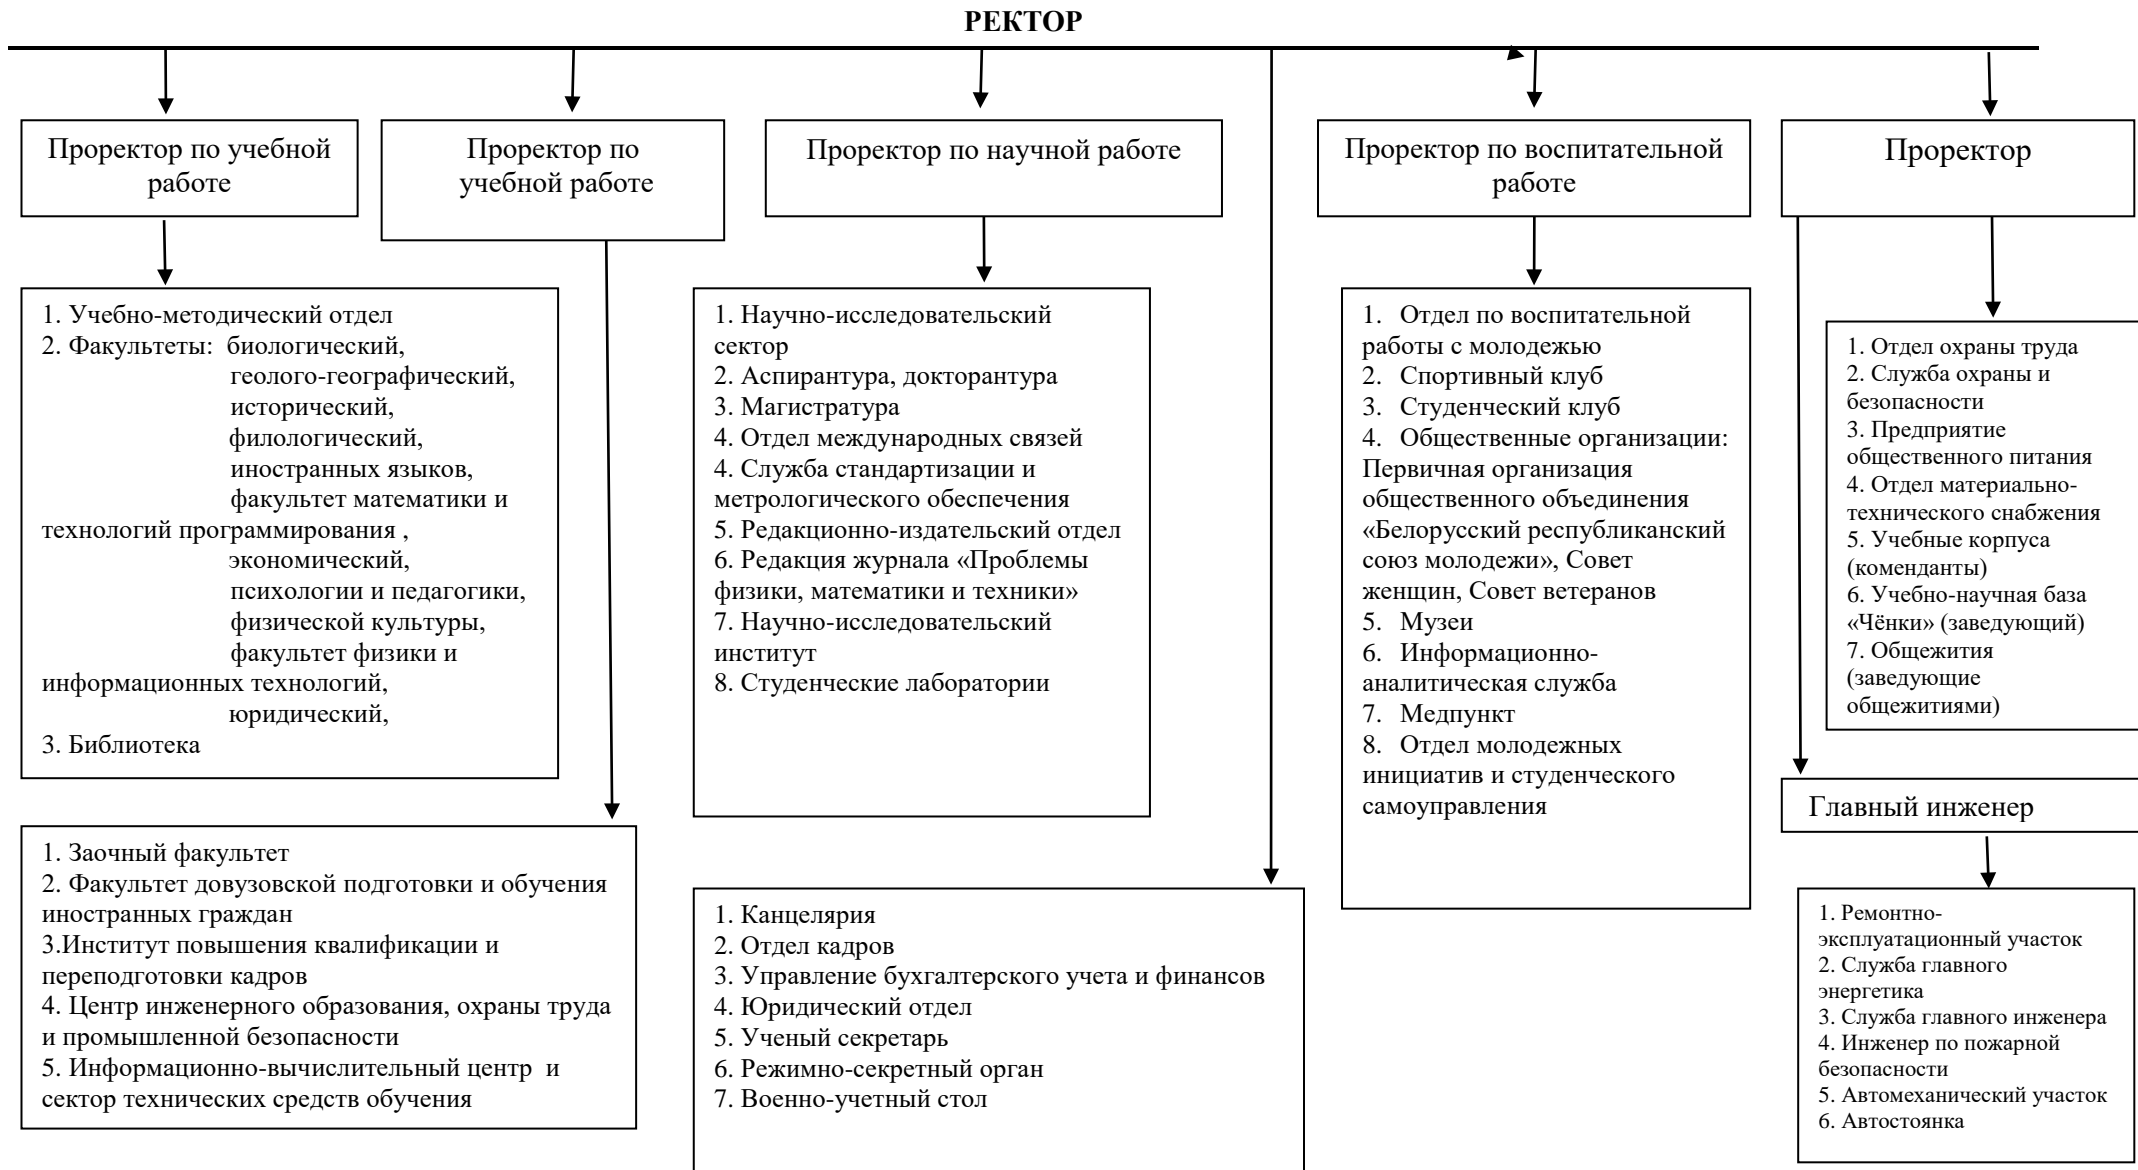 РЕКТОР
Проректор по учебной
работе
Проректор по
учебной работе
Проректор по научной работе
Проректор по воспитательной
работе
Проректор
1. Учебно-методический отдел
2. Факультеты: биологический,
геолого-географический,
исторический,
филологический,
иностранных языков,
факультет математики и
технологий программирования ,
экономический,
психологии и педагогики,
физической культуры,
факультет физики и
информационных технологий,
юридический,
3. Библиотека
1. Научно-исследовательский
сектор
2. Аспирантура, докторантура
3. Магистратура
4. Отдел международных связей
4. Служба стандартизации и
метрологического обеспечения
5. Редакционно-издательский отдел
6. Редакция журнала «Проблемы
физики, математики и техники»
7. Научно-исследовательский
институт
8. Студенческие лаборатории
1. Отдел по воспитательной
работы с молодежью
2. Спортивный клуб
3. Студенческий клуб
4. Общественные организации:
Первичная организация
общественного объединения
«Белорусский республиканский
союз молодежи», Совет
женщин, Совет ветеранов
5. Музеи
6. Информационно-
аналитическая служба
7. Медпункт
8. Отдел молодежных
инициатив и студенческого
самоуправления
1. Отдел охраны труда
2. Служба охраны и
безопасности
3. Предприятие
общественного питания
4. Отдел материально-
технического снабжения
5. Учебные корпуса
(коменданты)
6. Учебно-научная база
«Чёнки» (заведующий)
7. Общежития
(заведующие
общежитиями)
Главный инженер
1. Заочный факультет
2. Факультет довузовской подготовки и обучения
иностранных граждан
3.Институт повышения квалификации и
переподготовки кадров
4. Центр инженерного образования, охраны труда
и промышленной безопасности
5. Информационно-вычислительный центр и
сектор технических средств обучения
1. Канцелярия
2. Отдел кадров
3. Управление бухгалтерского учета и финансов
4. Юридический отдел
5. Ученый секретарь
6. Режимно-секретный орган
7. Военно-учетный стол
1. Ремонтно-
эксплуатационный участок
2. Служба главного
энергетика
3. Служба главного инженера
4. Инженер по пожарной
безопасности
5. Автомеханический участок
6. Автостоянка